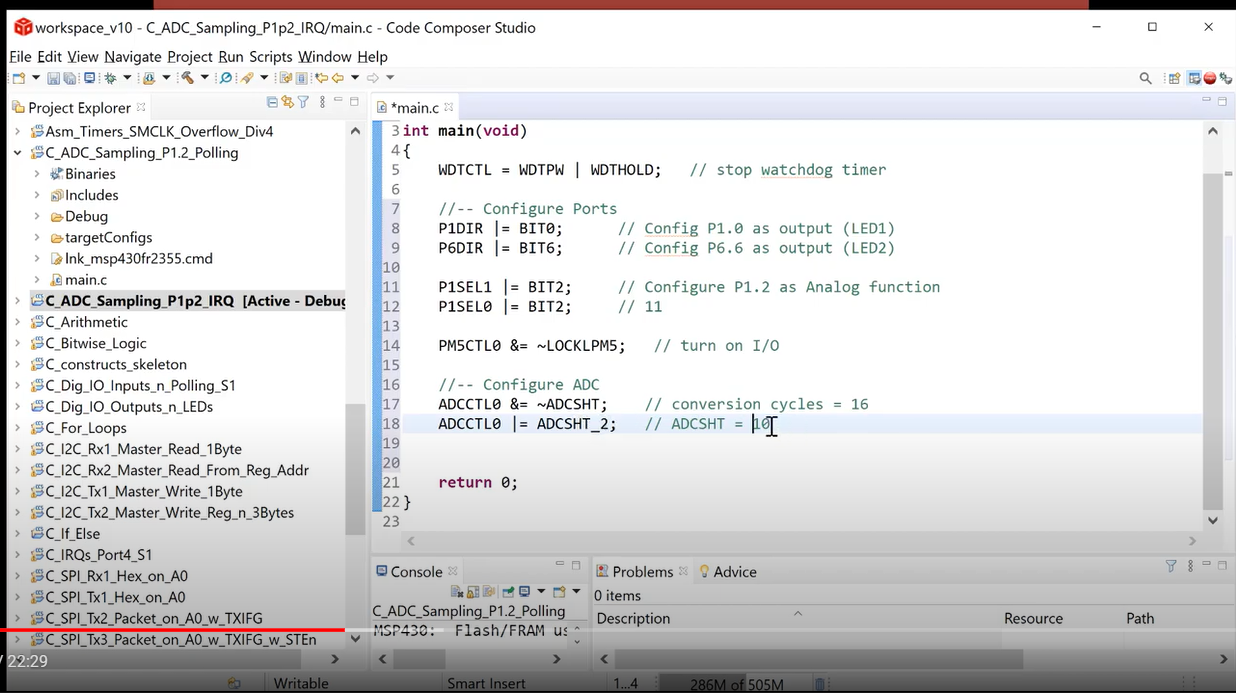 workspace_v10 - C_ADC_Sampling_P1p2_IRQ/main.c - Code Composer Studio
File Edit View Navigate Project Run Scripts Window Help
Project Explorer
Asm_Timers_SMCLK_Overflow_Div4
C_ADC_Sampling_P1.2_Polling
Binaries
Includes
Debug
targetConfigs
lnk_msp430fr2355.cmd
main.c
C_ADC_Sampling_P1p2_IRQ [Active - Debug
C_Arithmetic
C_Bitwise_Logic
C_constructs_skeleton
C_Dig_IO_Inputs_n_Polling_S1
C_Dig_IO_Outputs_n_LEDs
C_For_Loops
C_I2C_Rx1_Master_Read_1Byte
C_I2C_Rx2_Master_Read_From_Reg_Addr
C_I2C_Tx1_Master_Write_1Byte
C_I2C_Tx2_Master_Write_Reg_n_3Bytes
C_If_Else
C_IRQs_Port4_S1
C_SPI_Rx1_Hex_on_A0
C_SPI_Tx1_Hex_on_A0
C_SPI_Tx2_Packet_on_A0_w_TXIFG
C_SPI_Tx3_Packet_on_A0_w_TXIFG_w_STEn
*main.c
3 int main(void)
4 {
5 WDTCTL = WDTPW | WDTHOLD; // stop watchdog timer
6
7 //-- Configure Ports
8 P1DIR |= BIT0; // Config P1.0 as output (LED1)
9 P6DIR |= BIT6; // Config P6.6 as output (LED2)
10
11 P1SEL1 |= BIT2; // Configure P1.2 as Analog function
12 P1SEL0 |= BIT2; // 11
13
14 PM5CTL0 &= ~LOCKLPM5; // turn on I/O
15
16 //-- Configure ADC
17 ADCCTL0 &= ~ADCSHT; // conversion cycles = 16
18 ADCCTL0 |= ADCSHT_2; // ADCSHT = 10
19
20
21 return 0;
22 }
23
Console
C_ADC_Sampling_P1.2_Polling
MSP430: Flash/FRAM us
Problems
Advice
0 items
Description Resource Path
/ 22:29
Writable
Smart Insert
1...4
286M of 505M